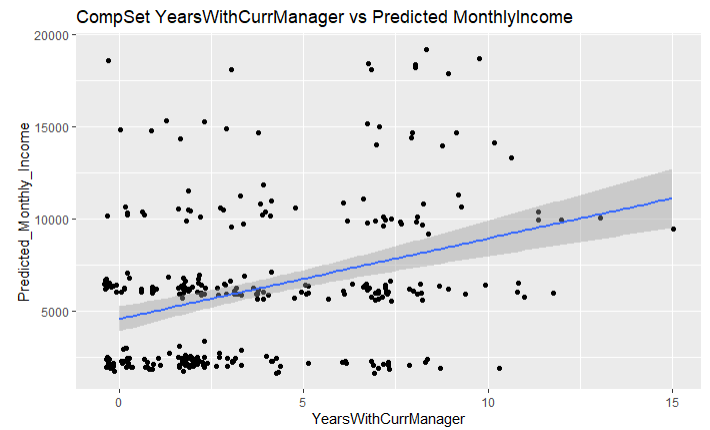 CompSet YearsWithCurrManager vs Predicted MonthlyIncome
20000
15000
10000
5000
Predicted_Monthly_Income
0
5
10
15
YearsWithCurrManager